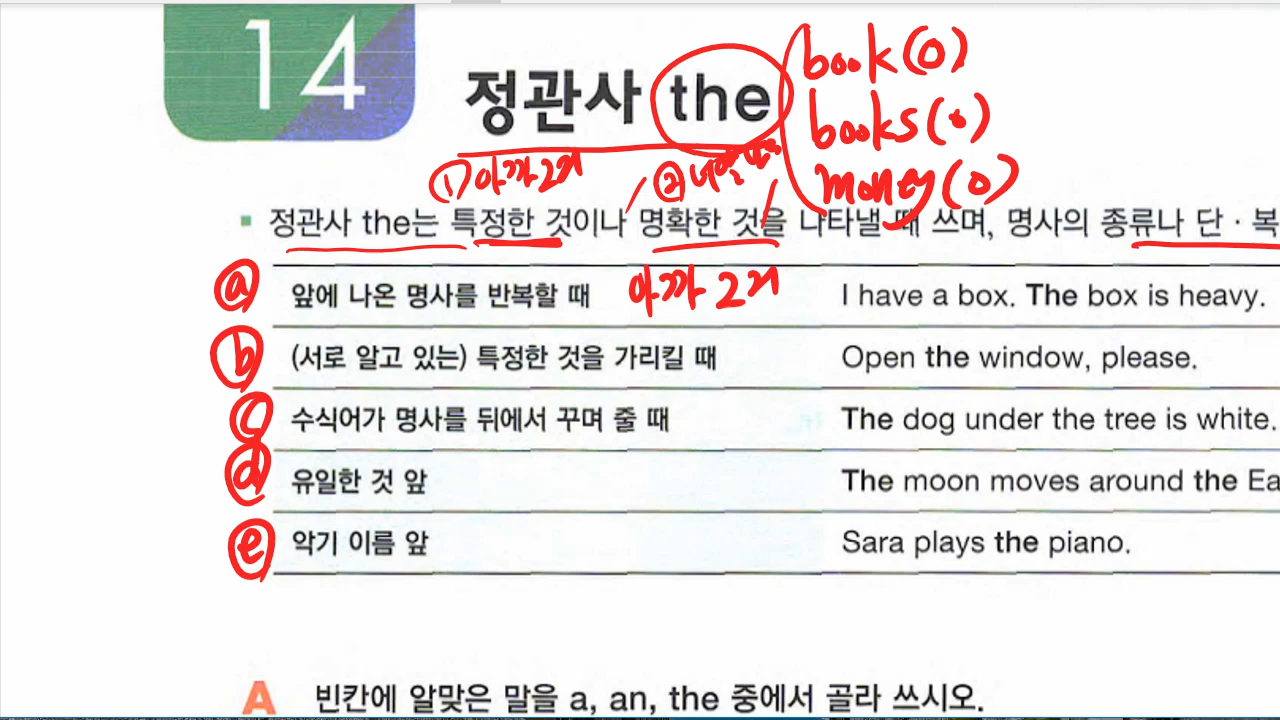 14
정관사 the
book(O)
books(O)
money(O)
① 아까 그거
②
정관사 the는 특정한 것이나 명확한 것을 나타낼 때 쓰며, 명사의 종류나 단·복
ⓐ 앞에 나온 명사를 반복할 때 아까 그거 I have a box. The box is heavy.
ⓑ (서로 알고 있는) 특정한 것을 가리킬 때 Open the window, please.
ⓒ 수식어가 명사를 뒤에서 꾸며 줄 때 The dog under the tree is white.
ⓓ 유일한 것 앞 The moon moves around the Ea
ⓔ 악기 이름 앞 Sara plays the piano.
A 빈칸에 알맞은 말을 a, an, the 중에서 골라 쓰시오.